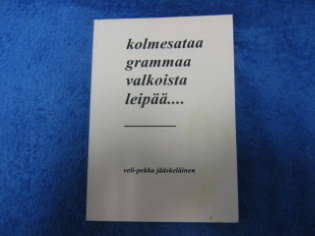 kolmesataa
grammaa
valkoista
leipää....
veli-pekka jääskeläinen